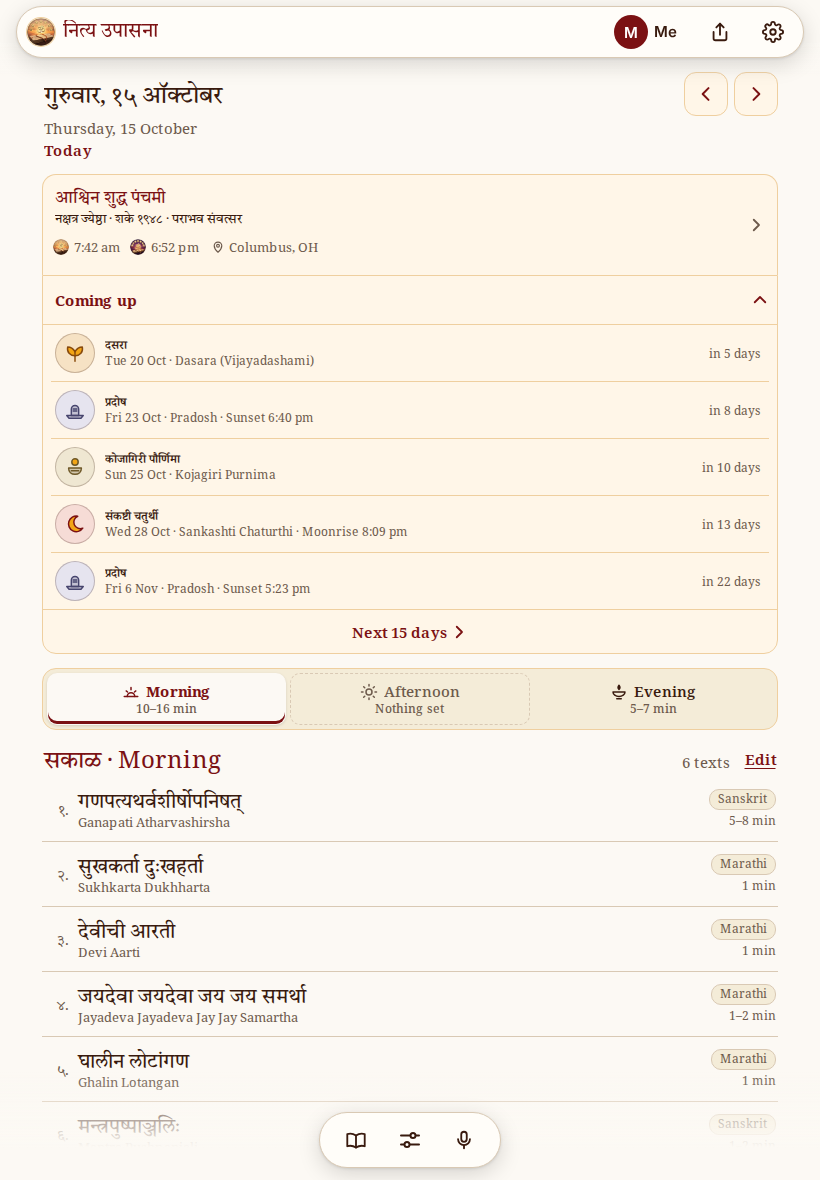 नित्य उपासना
M Me
गुरुवार, १५ ऑक्टोबर
Thursday, 15 October
Today
आश्विन शुद्ध पंचमी
नक्षत्र ज्येष्ठा · शके १९४८ · पराभव संवत्सर
7:42 am 6:52 pm Columbus, OH
Coming up
दसरा
Tue 20 Oct · Dasara (Vijayadashami)
in 5 days
प्रदोष
Fri 23 Oct · Pradosh · Sunset 6:40 pm
in 8 days
कोजागिरी पौर्णिमा
Sun 25 Oct · Kojagiri Purnima
in 10 days
संकष्टी चतुर्थी
Wed 28 Oct · Sankashti Chaturthi · Moonrise 8:09 pm
in 13 days
प्रदोष
Fri 6 Nov · Pradosh · Sunset 5:23 pm
in 22 days
Next 15 days
Morning
10–16 min
Afternoon
Nothing set
Evening
5–7 min
सकाळ · Morning
6 texts Edit
१. गणपत्यथर्वशीर्षोपनिषत्
Ganapati Atharvashirsha
Sanskrit
5–8 min
२. सुखकर्ता दुःखहर्ता
Sukhkarta Dukhharta
Marathi
1 min
३. देवीची आरती
Devi Aarti
Marathi
1 min
४. जयदेवा जयदेवा जय जय समर्था
Jayadeva Jayadeva Jay Jay Samartha
Marathi
1–2 min
५. घालीन लोटांगण
Ghalin Lotangan
Marathi
1 min
६. मन्त्रपुष्पाञ्जलिः
Sanskrit